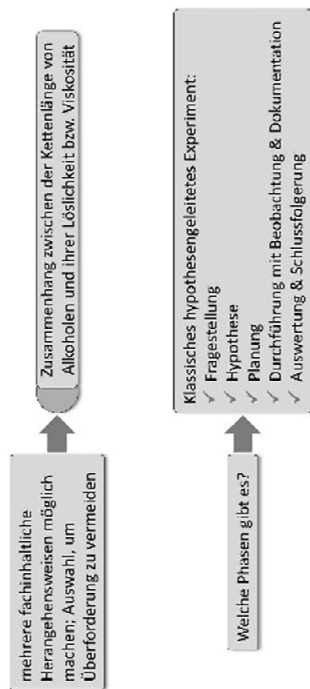 mehrere fachinhaltliche
Herangehensweisen möglich
machen; Auswahl, um
Überforderung zu vermeiden
Zusammenhang zwischen der Kettenlänge von
Alkoholen und ihrer Löslichkeit bzw. Viskosität
Welche Phasen gibt es?
Klassisches hypothesengeleitetes Experiment:
✓ Fragestellung
✓ Hypothese
✓ Planung
✓ Durchführung mit Beobachtung & Dokumentation
✓ Auswertung & Schlussfolgerung